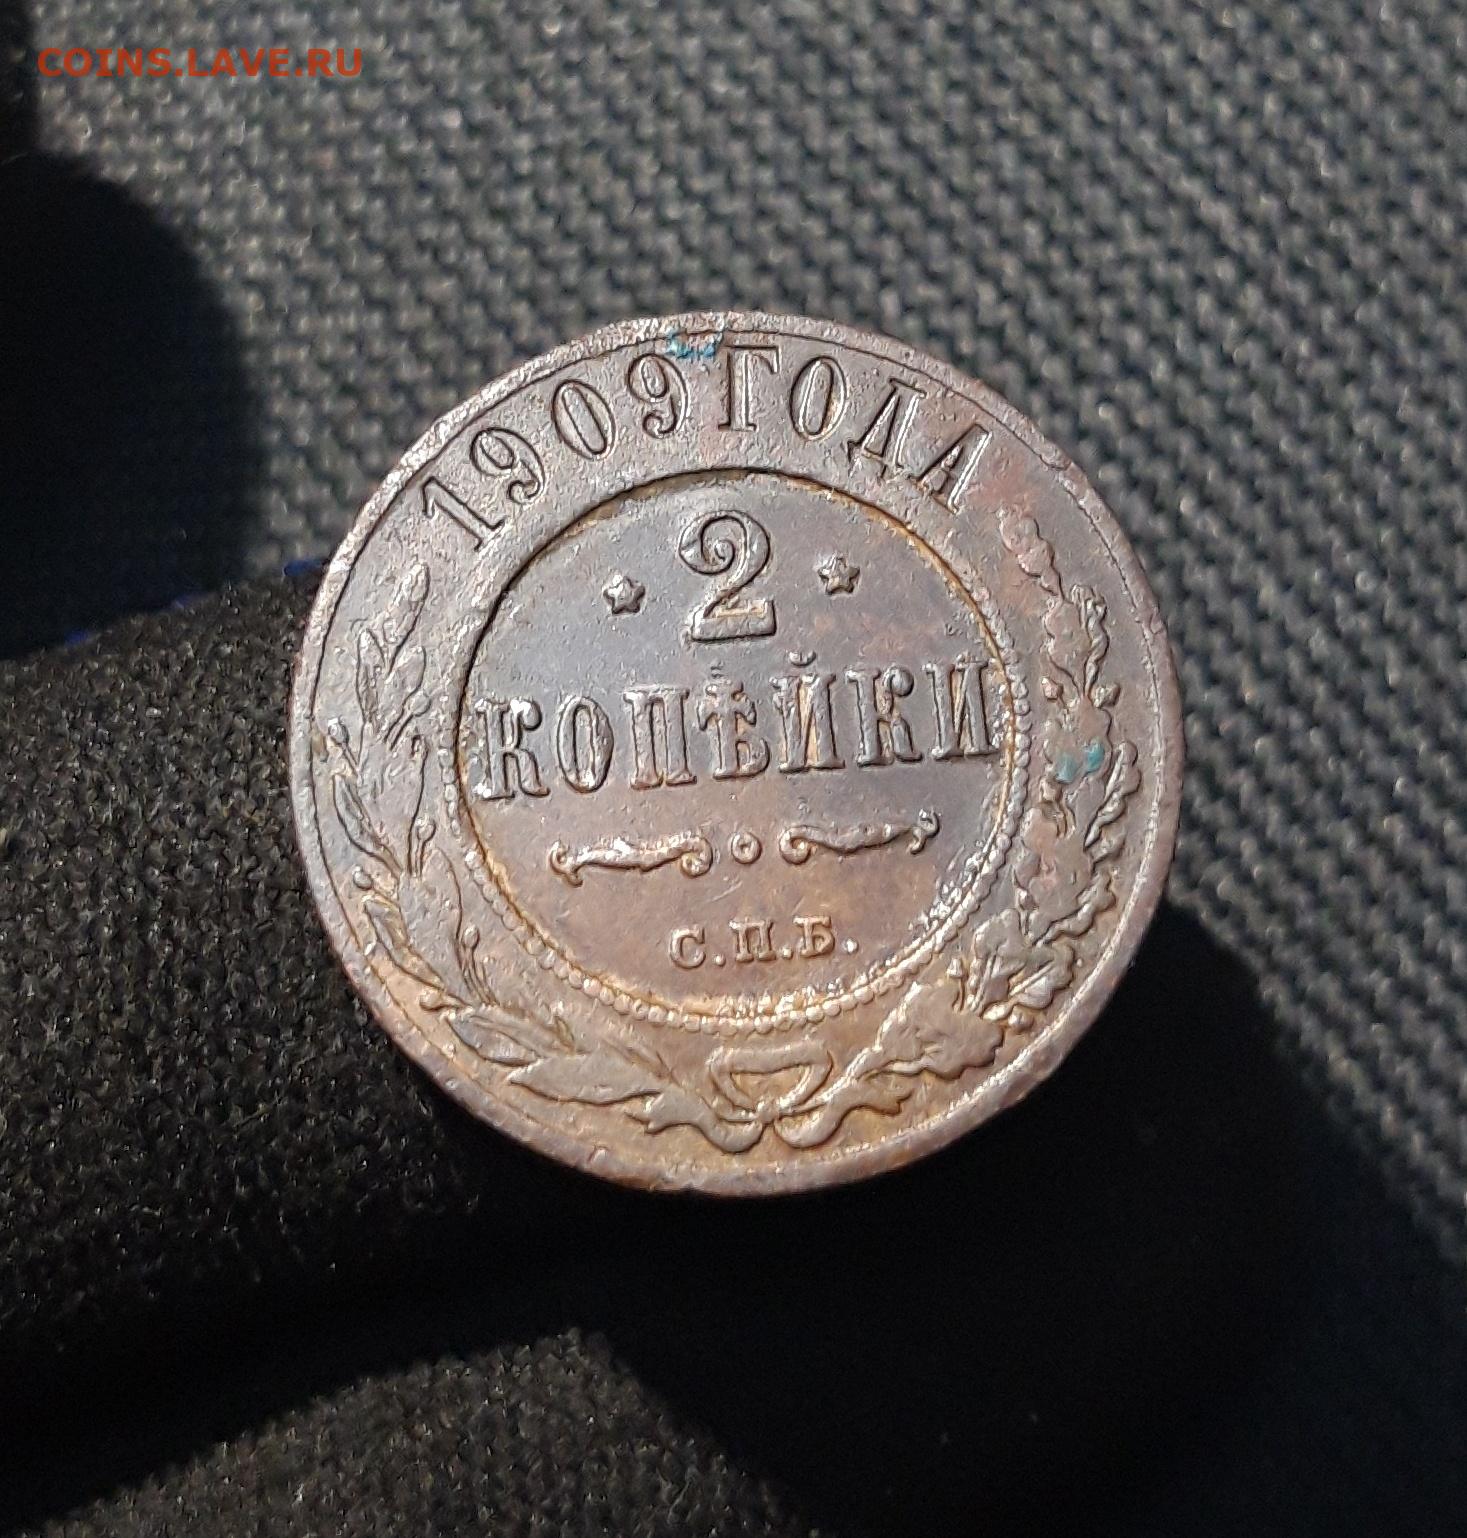 COINS.LAVE.RU
1909 ГОДА
2
КОПѢЙКИ
С.П.Б.